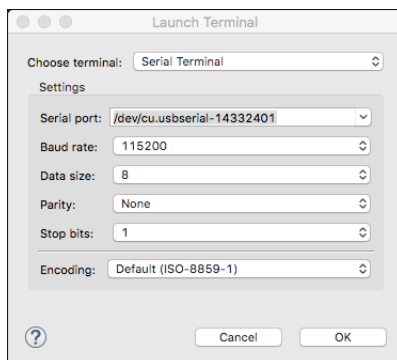 Launch Terminal
Choose terminal: Serial Terminal
Settings
Serial port: /dev/cu.usbserial-14332401
Baud rate: 115200
Data size: 8
Parity: None
Stop bits: 1
Encoding: Default (ISO-8859-1)
? Cancel OK